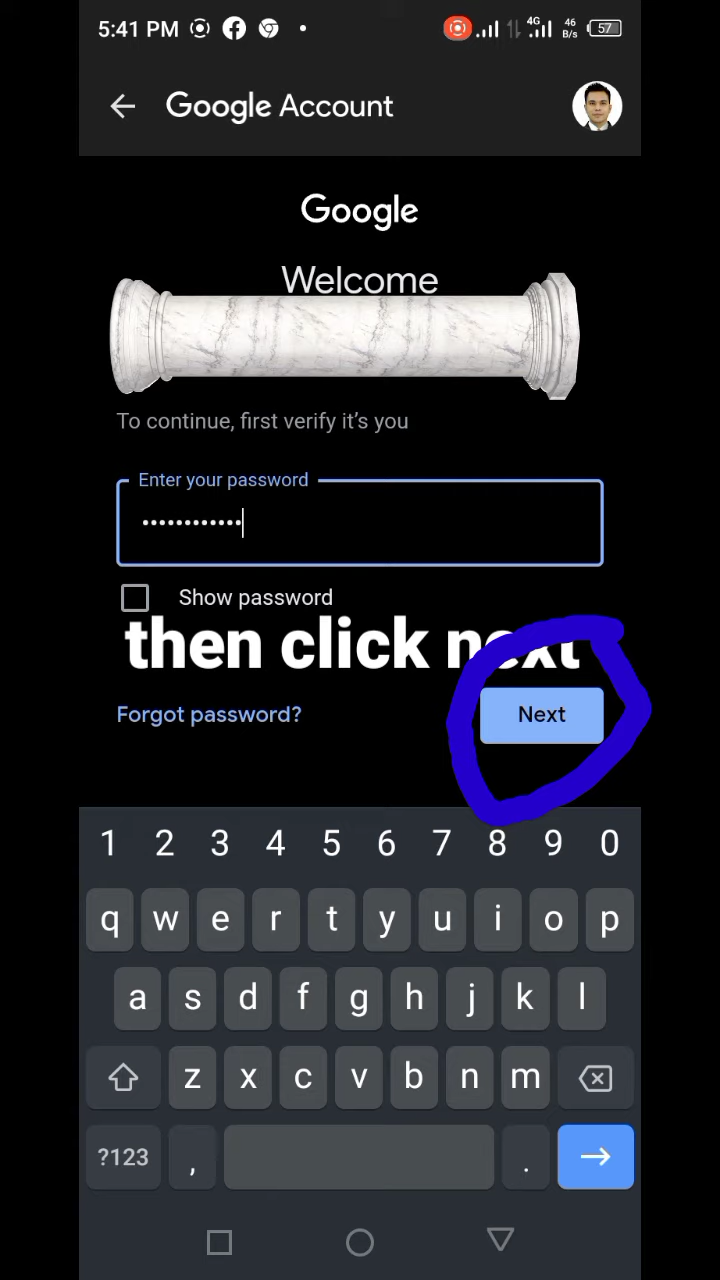 5:41 PM 4G 46 B/s 57
Google Account
Google
Welcome
To continue, first verify it's you
Enter your password
••••••••••••
Show password
then click next
Forgot password? Next
1 2 3 4 5 6 7 8 9 0
q w e r t y u i o p
a s d f g h j k l
z x c v b n m
?123 , .